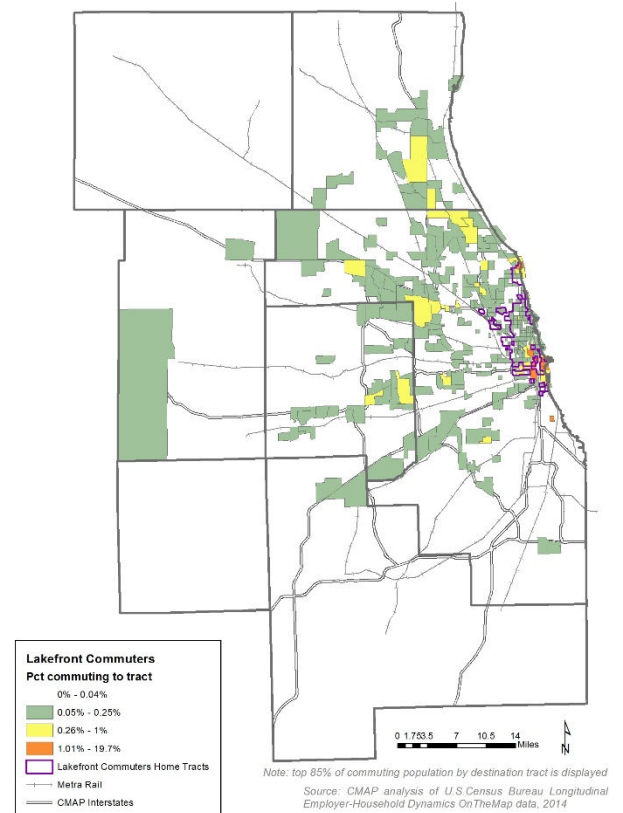 Lakefront Commuters
Pct commuting to tract
0% - 0.04%
0.05% - 0.25%
0.26% - 1%
1.01% - 19.7%
Lakefront Commuters Home Tracts
Metra Rail
CMAP Interstates
0 1.753.5 7 10.5 14
Miles
N
Note: top 85% of commuting population by destination tract is displayed
Source: CMAP analysis of U.S.Census Bureau Longitudinal
Employer-Household Dynamics OnTheMap data, 2014